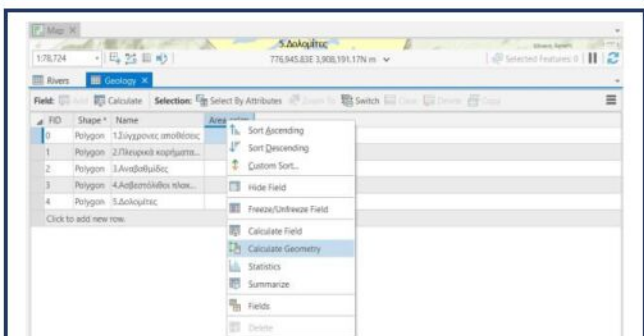 Map
5.Δολομίτες
1:78,724
776,945.83E 3,908,191.17N m
Selected Features: 0
Rivers
Geology
Field: Add Calculate Selection: Select By Attributes Zoom To Switch Clear Delete Copy
FID Shape * Name
0 Polygon 1.Σύγχρονες αποθέσεις
1 Polygon 2.Πλευρικά κορήματα...
2 Polygon 3.Αναβαθμίδες
3 Polygon 4.Ασβεστόλιθοι πλακ...
4 Polygon 5.Δολομίτες
Click to add new row.
Sort Ascending
Sort Descending
Custom Sort...
Hide Field
Freeze/Unfreeze Field
Calculate Field
Calculate Geometry
Statistics
Summarize
Fields
Delete